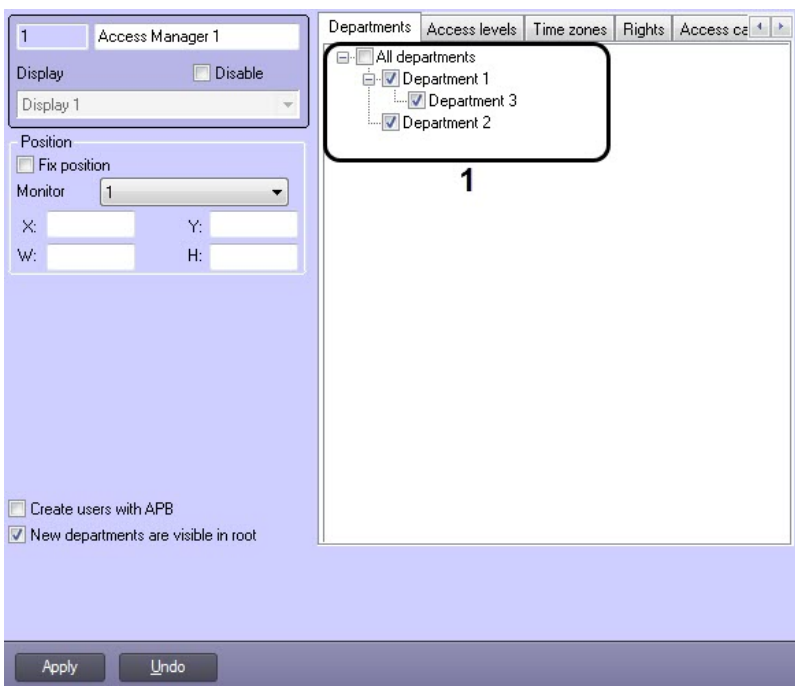 1 Access Manager 1
Display Disable
Display 1
Position
Fix position
Monitor 1
X: Y:
W: H:
Create users with APB
New departments are visible in root
Departments Access levels Time zones Rights Access ca
All departments
Department 1
Department 3
Department 2
1
Apply Undo